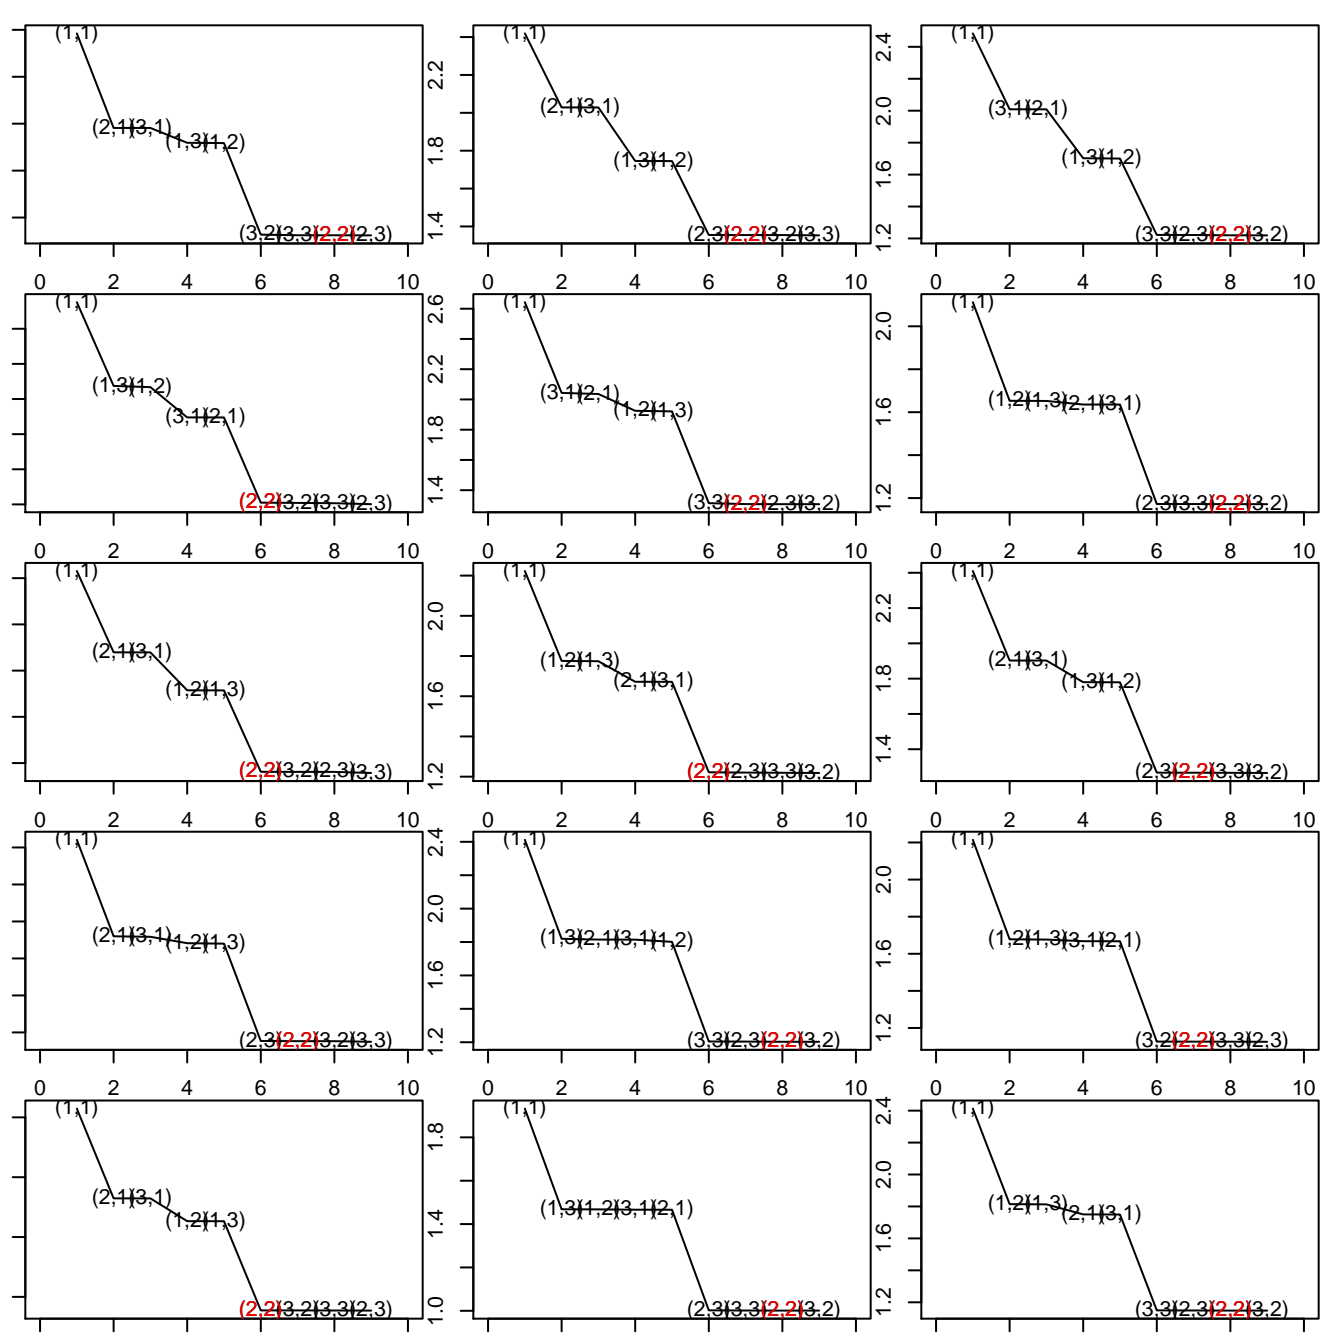 (1,1) (1,1) (1,1)
2.2 2.4
(2,1)(3,1) (2,1)(3,1) (3,1)(2,1)
2.0
(1,3)(1,2) (1,3)(1,2) (1,3)(1,2)
1.8 1.6
(3,2)(3,3)(2,2)(2,3) (2,3)(2,2)(3,2)(3,3) (3,3)(2,3)(2,2)(3,2)
1.4 1.2
0 2 4 6 8 10 0 2 4 6 8 10 0 2 4 6 8 10
(1,1) (1,1) (1,1)
2.6 2.0
(1,3)(1,2) (3,1)(2,1) (1,2)(1,3)(2,1)(3,1)
2.2 1.6
(3,1)(2,1) (1,2)(1,3)
1.8
(2,2)(3,2)(3,3)(2,3) (3,3)(2,2)(2,3)(3,2) (2,3)(3,3)(2,2)(3,2)
1.4 1.2
0 2 4 6 8 10 0 2 4 6 8 10 0 2 4 6 8 10
(1,1) (1,1) (1,1)
2.0 2.2
(2,1)(3,1) (1,2)(1,3) (2,1)(3,1)
1.8
(1,2)(1,3) (2,1)(3,1) (1,3)(1,2)
1.6 1.4
(2,2)(3,2)(2,3)(3,3) (2,2)(2,3)(3,3)(3,2) (2,3)(2,2)(3,3)(3,2)
1.2
0 2 4 6 8 10 0 2 4 6 8 10 0 2 4 6 8 10
(1,1) (1,1) (1,1)
2.4 2.0
(2,1)(3,1)(1,2)(1,3) (1,3)(2,1)(3,1)(1,2) (1,2)(1,3)(3,1)(2,1)
2.0 1.6
1.6
(2,3)(2,2)(3,2)(3,3) (3,3)(2,3)(2,2)(3,2) (3,2)(2,2)(3,3)(2,3)
1.2 1.2
0 2 4 6 8 10 0 2 4 6 8 10 0 2 4 6 8 10
(1,1) (1,1) (1,1)
1.8 2.4
2.0
(2,1)(3,1) (1,3)(1,2)(3,1)(2,1) (1,2)(1,3)
(1,2)(1,3) (2,1)(3,1)
1.4 1.6
(2,2)(3,2)(3,3)(2,3) (2,3)(3,3)(2,2)(3,2) (3,3)(2,3)(2,2)(3,2)
1.0 1.2